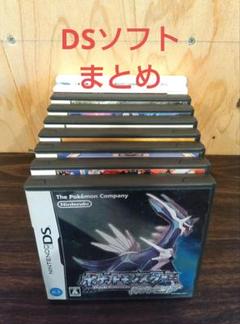 DSソフト
まとめ
The Pokémon Company
Nintendo
NINTENDO DS
ポケットモンスター